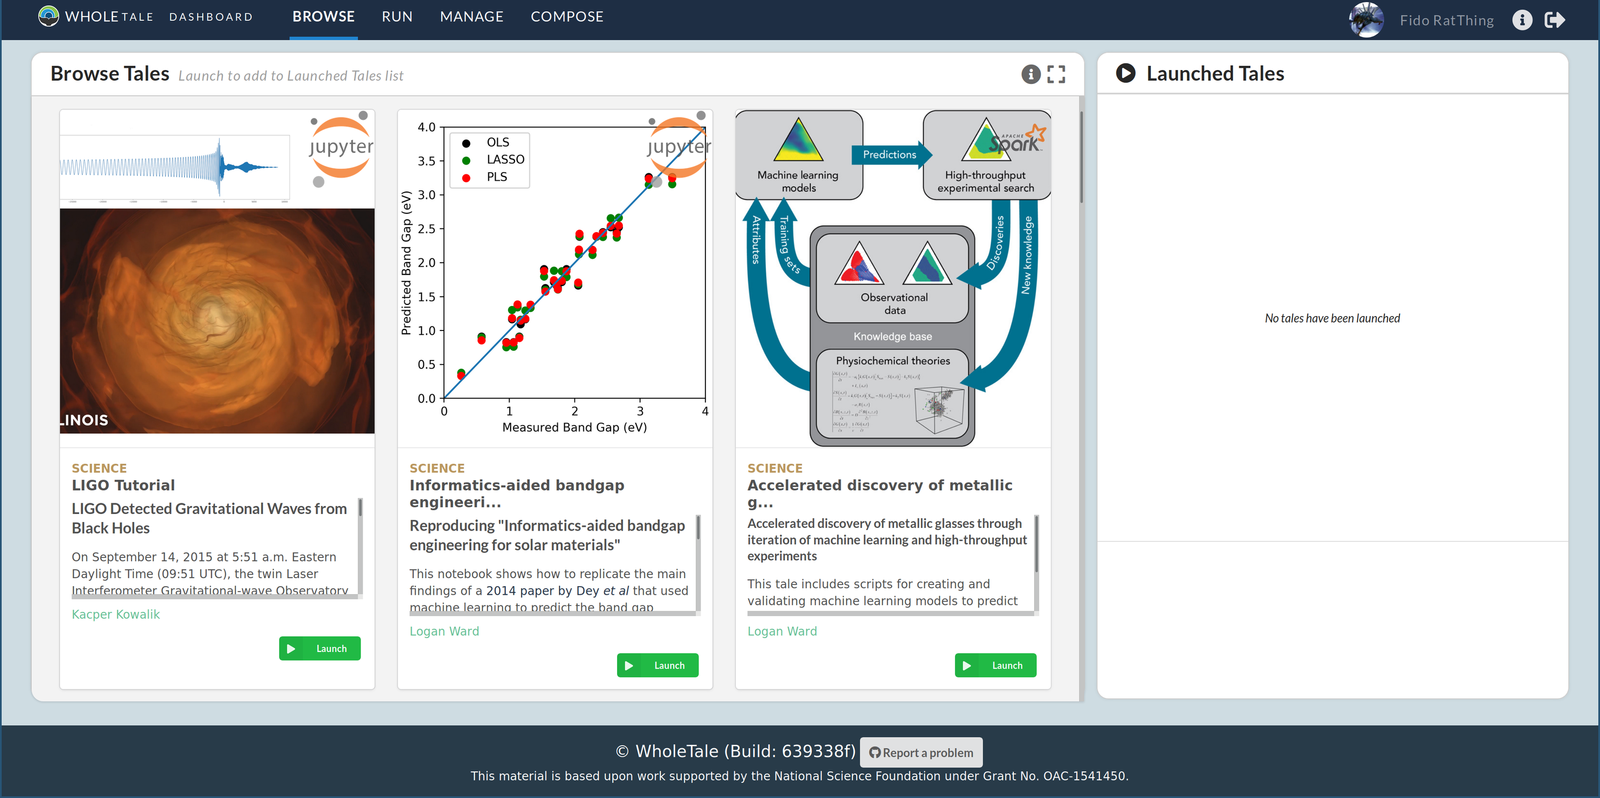 WHOLE TALE DASHBOARD BROWSE RUN MANAGE COMPOSE Fido RatThing
Browse Tales Launch to add to Launched Tales list
Launched Tales
jupyter
LINOIS
SCIENCE
LIGO Tutorial
LIGO Detected Gravitational Waves from
Black Holes
On September 14, 2015 at 5:51 a.m. Eastern
Daylight Time (09:51 UTC), the twin Laser
Interferometer Gravitational-wave Observatory
Kacper Kowalik
Launch
jupyter
OLS
LASSO
PLS
4.0
3.5
3.0
2.5
2.0
1.5
1.0
0.5
0.0
Predicted Band Gap (eV)
0 1 2 3 4
Measured Band Gap (eV)
SCIENCE
Informatics-aided bandgap
engineeri...
Reproducing "Informatics-aided bandgap
engineering for solar materials"
This notebook shows how to replicate the main
findings of a 2014 paper by Dey et al that used
machine learning to predict the band gap
Logan Ward
Launch
Machine learning
models
Predictions
APACHE
Spark
High-throughput
experimental search
Attributes
Training sets
Discoveries
New knowledge
Observational
data
Knowledge base
Physiochemical theories
SCIENCE
Accelerated discovery of metallic
g...
Accelerated discovery of metallic glasses through
iteration of machine learning and high-throughput
experiments
This tale includes scripts for creating and
validating machine learning models to predict
Logan Ward
Launch
No tales have been launched
© WholeTale (Build: 639338f) Report a problem
This material is based upon work supported by the National Science Foundation under Grant No. OAC-1541450.